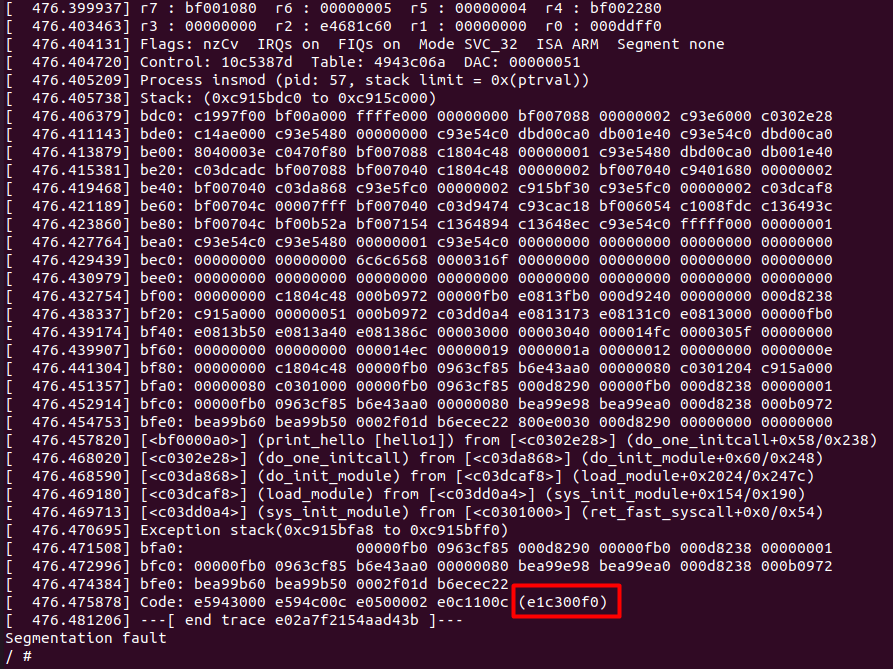 [  476.399937] r7 : bf001080  r6 : 00000005  r5 : 00000004  r4 : bf002280
[  476.403463] r3 : 00000000  r2 : e4681c60  r1 : 00000000  r0 : 000ddff0
[  476.404131] Flags: nzCv  IRQs on  FIQs on  Mode SVC_32  ISA ARM  Segment none
[  476.404720] Control: 10c5387d  Table: 4943c06a  DAC: 00000051
[  476.405209] Process insmod (pid: 57, stack limit = 0x(ptrval))
[  476.405738] Stack: (0xc915bdc0 to 0xc915c000)
[  476.406379] bdc0: c1997f00 bf00a000 ffffe000 00000000 bf007088 00000002 c93e6000 c0302e28
[  476.411143] bde0: c14ae000 c93e5480 00000000 c93e54c0 dbd00ca0 db001e40 c93e54c0 dbd00ca0
[  476.413879] be00: 8040003e c0470f80 bf007088 c1804c48 00000001 c93e5480 dbd00ca0 db001e40
[  476.415381] be20: c03dcadc bf007088 bf007040 c1804c48 00000002 bf007040 c9401680 00000002
[  476.419468] be40: bf007040 c03da868 c93e5fc0 00000002 c915bf30 c93e5fc0 00000002 c03dcaf8
[  476.421189] be60: bf00704c 00007fff bf007040 c03d9474 c93cac18 bf006054 c1008fdc c136493c
[  476.423860] be80: bf00704c bf00b52a bf007154 c1364894 c13648ec c93e54c0 fffff000 00000001
[  476.427764] bea0: c93e54c0 c93e5480 00000001 c93e54c0 00000000 00000000 00000000 00000000
[  476.429439] bec0: 00000000 00000000 6c6c6568 0000316f 00000000 00000000 00000000 00000000
[  476.430979] bee0: 00000000 00000000 00000000 00000000 00000000 00000000 00000000 00000000
[  476.432754] bf00: 00000000 c1804c48 000b0972 00000fb0 e0813fb0 000d9240 00000000 000d8238
[  476.438337] bf20: c915a000 00000051 000b0972 c03dd0a4 e0813173 e08131c0 e0813000 00000fb0
[  476.439174] bf40: e0813b50 e0813a40 e081386c 00003000 00003040 000014fc 0000305f 00000000
[  476.439907] bf60: 00000000 00000000 000014ec 00000019 0000001a 00000012 00000000 0000000e
[  476.441304] bf80: 00000000 c1804c48 00000fb0 0963cf85 b6e43aa0 00000080 c0301204 c915a000
[  476.451357] bfa0: 00000080 c0301000 00000fb0 0963cf85 000d8290 00000fb0 000d8238 00000001
[  476.452914] bfc0: 00000fb0 0963cf85 b6e43aa0 00000080 bea99e98 bea99ea0 000d8238 000b0972
[  476.454753] bfe0: bea99b60 bea99b50 0002f01d b6ecec22 800e0030 000d8290 00000000 00000000
[  476.457820] [<bf0000a0>] (print_hello [hello1]) from [<c0302e28>] (do_one_initcall+0x58/0x238)
[  476.468020] [<c0302e28>] (do_one_initcall) from [<c03da868>] (do_init_module+0x60/0x248)
[  476.468590] [<c03da868>] (do_init_module) from [<c03dcaf8>] (load_module+0x2024/0x247c)
[  476.469180] [<c03dcaf8>] (load_module) from [<c03dd0a4>] (sys_init_module+0x154/0x190)
[  476.469713] [<c03dd0a4>] (sys_init_module) from [<c0301000>] (ret_fast_syscall+0x0/0x54)
[  476.470695] Exception stack(0xc915bfa8 to 0xc915bff0)
[  476.471508] bfa0:                   00000fb0 0963cf85 000d8290 00000fb0 000d8238 00000001
[  476.472996] bfc0: 00000fb0 0963cf85 b6e43aa0 00000080 bea99e98 bea99ea0 000d8238 000b0972
[  476.474384] bfe0: bea99b60 bea99b50 0002f01d b6ecec22
[  476.475878] Code: e5943000 e594c00c e0500002 e0c1100c (e1c300f0)
[  476.481206] ---[ end trace e02a7f2154aad43b ]---
Segmentation fault
/ #